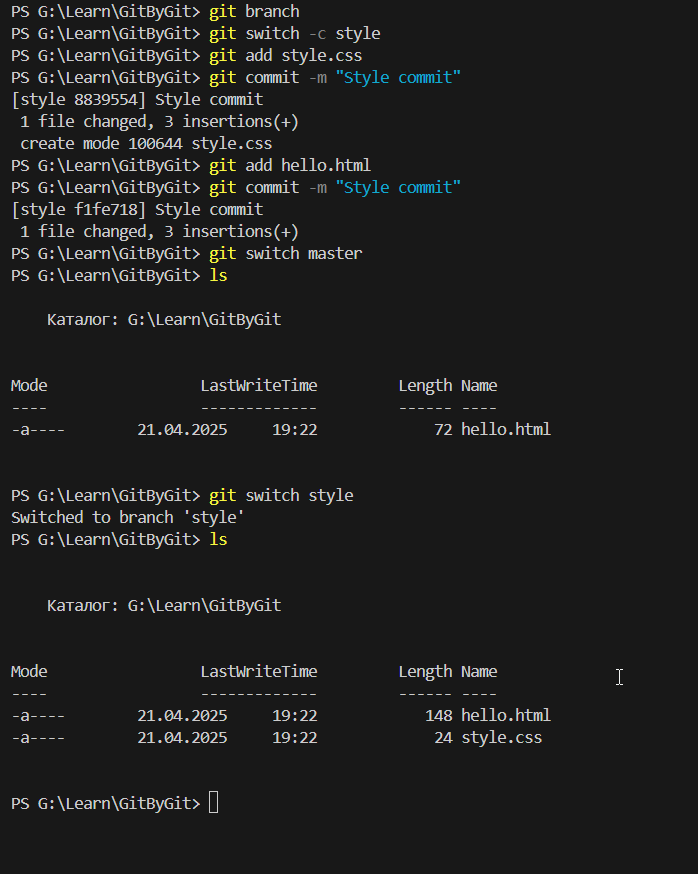 PS G:\Learn\GitByGit> git branch
PS G:\Learn\GitByGit> git switch -c style
PS G:\Learn\GitByGit> git add style.css
PS G:\Learn\GitByGit> git commit -m "Style commit"
[style 8839554] Style commit
 1 file changed, 3 insertions(+)
 create mode 100644 style.css
PS G:\Learn\GitByGit> git add hello.html
PS G:\Learn\GitByGit> git commit -m "Style commit"
[style f1fe718] Style commit
 1 file changed, 3 insertions(+)
PS G:\Learn\GitByGit> git switch master
PS G:\Learn\GitByGit> ls
    Каталог: G:\Learn\GitByGit
Mode                 LastWriteTime         Length Name
----                 -------------         ------ ----
-a----        21.04.2025     19:22             72 hello.html
PS G:\Learn\GitByGit> git switch style
Switched to branch 'style'
PS G:\Learn\GitByGit> ls
    Каталог: G:\Learn\GitByGit
Mode                 LastWriteTime         Length Name
----                 -------------         ------ ----
-a----        21.04.2025     19:22            148 hello.html
-a----        21.04.2025     19:22             24 style.css
PS G:\Learn\GitByGit>